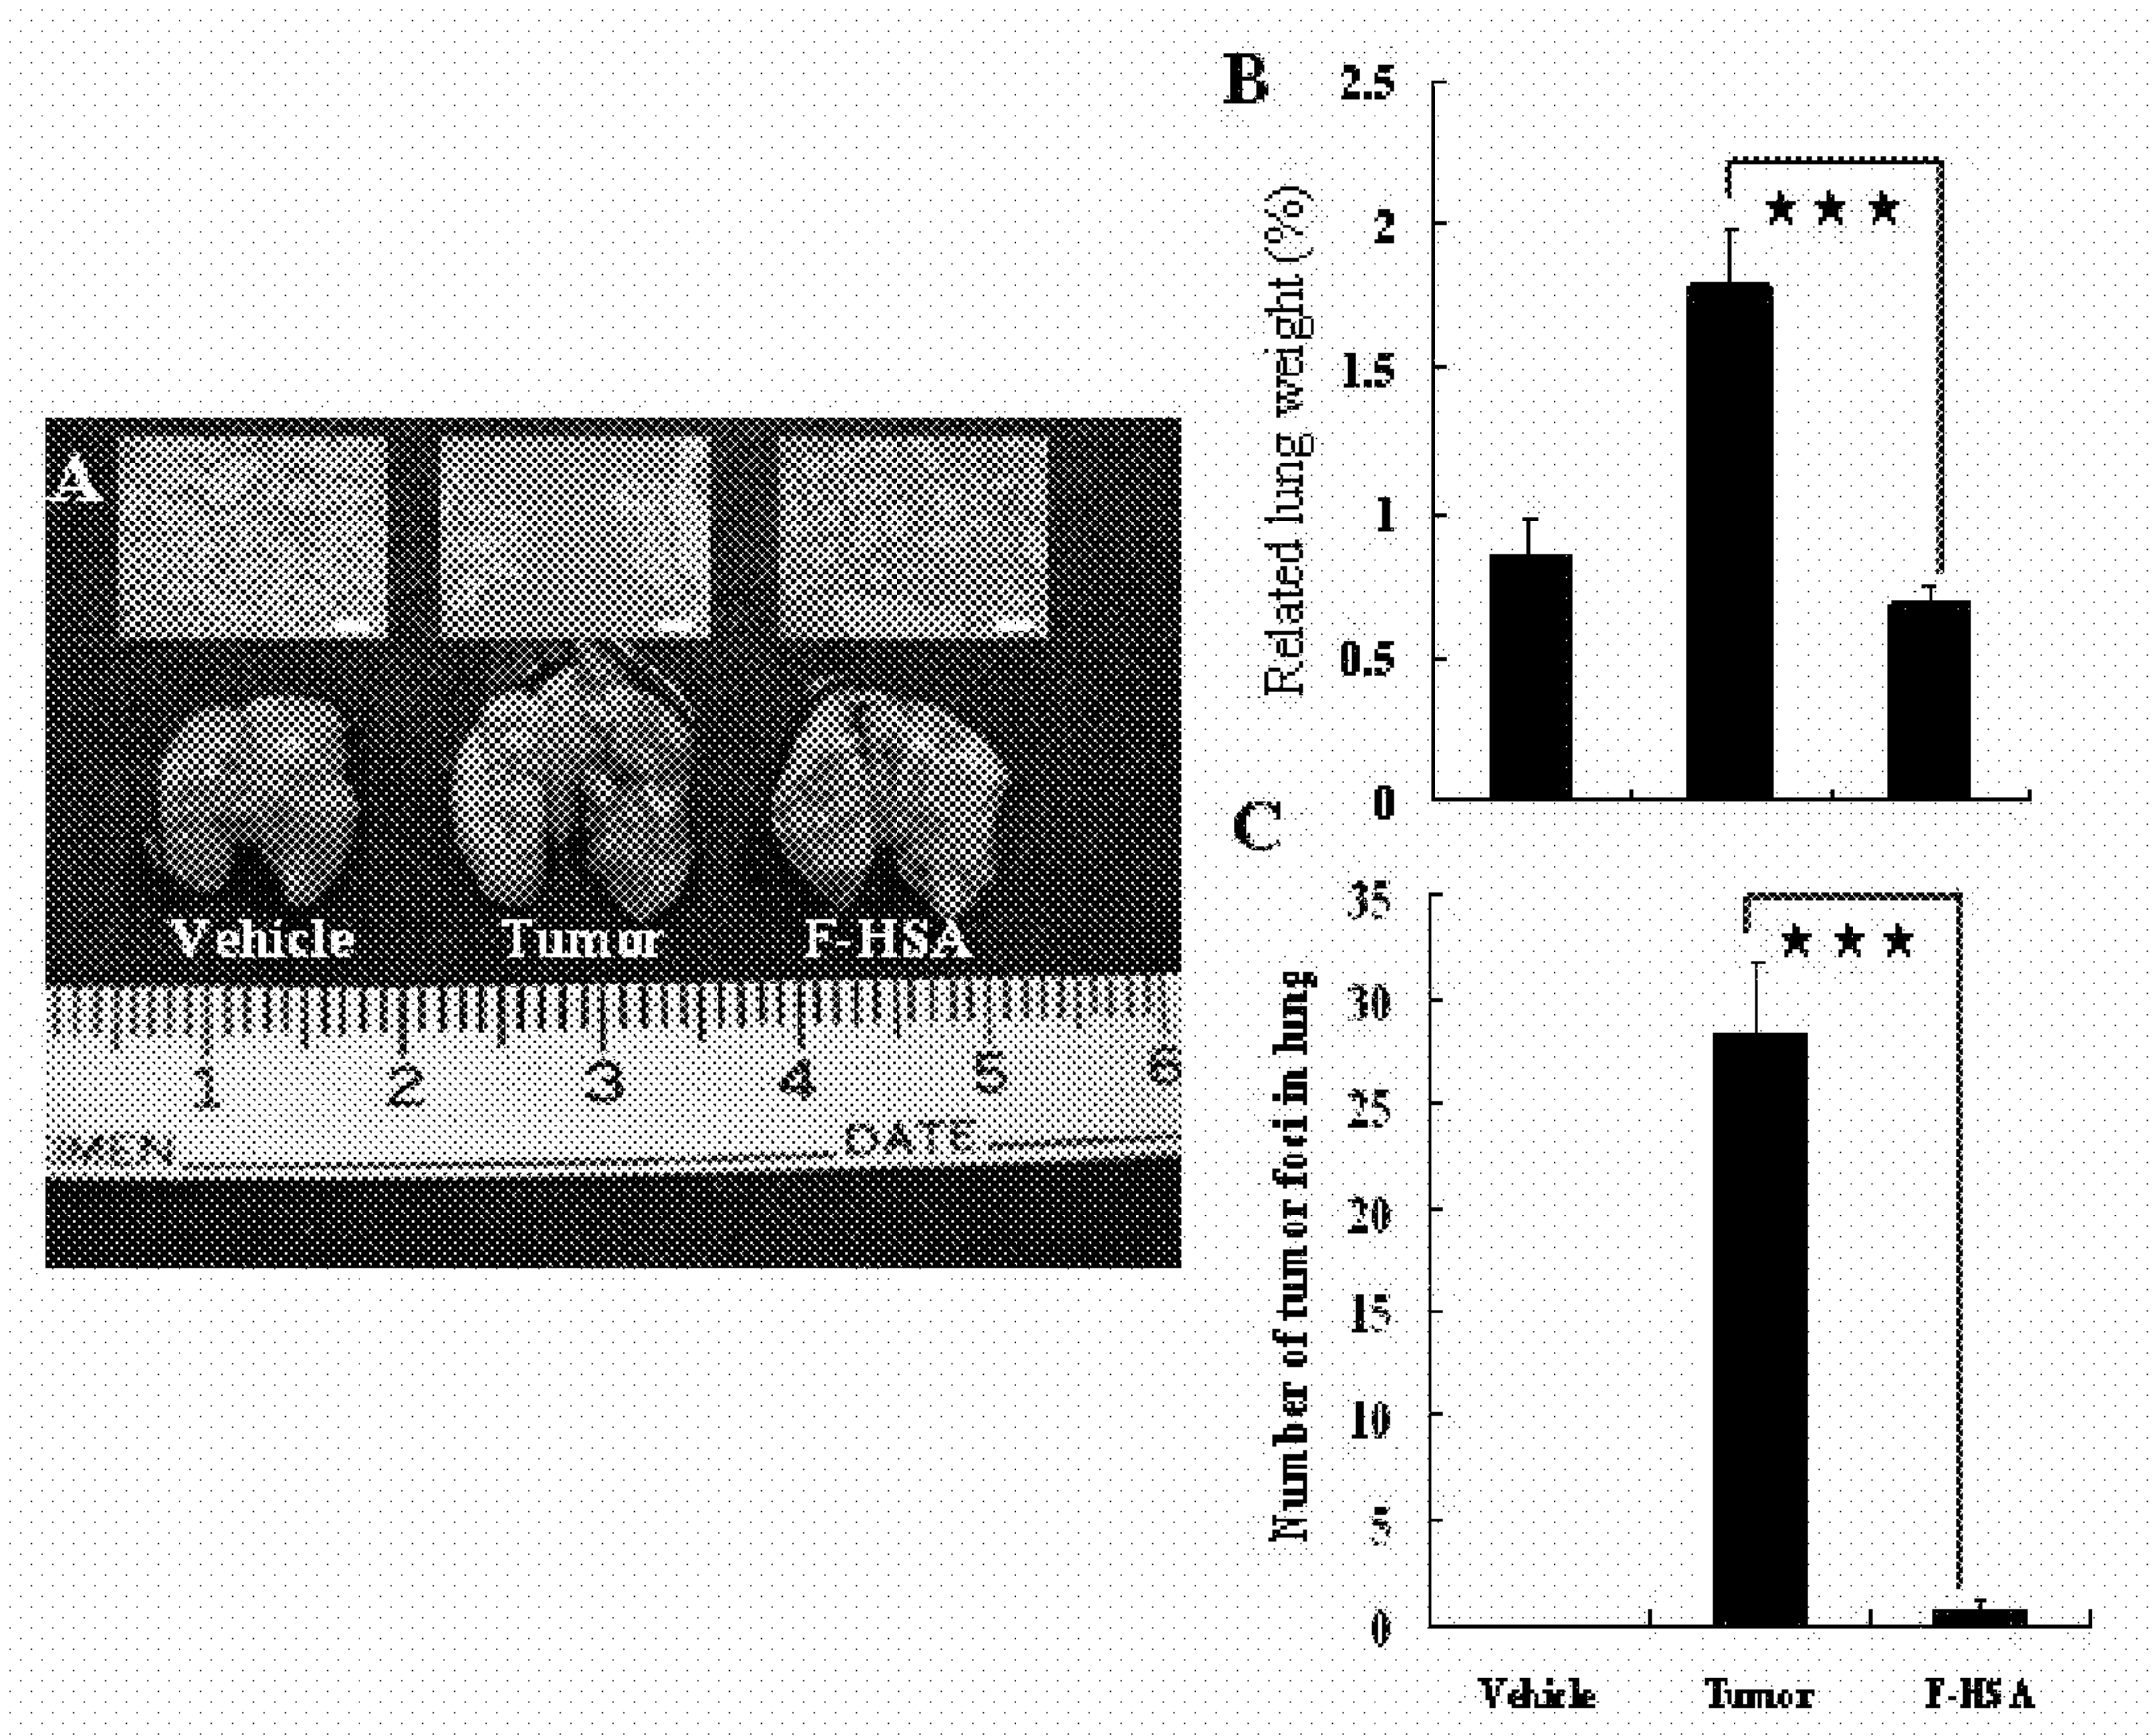 A
Vehicle Tumor F-HSA
1 2 3 4 5 6
DATE
B
Related lung weight (%)
2.5
2
1.5
1
0.5
0
★ ★ ★
C
Number of tumor foci in lung
35
30
25
20
15
10
5
0
★ ★ ★
Vehicle Tumor F-HSA